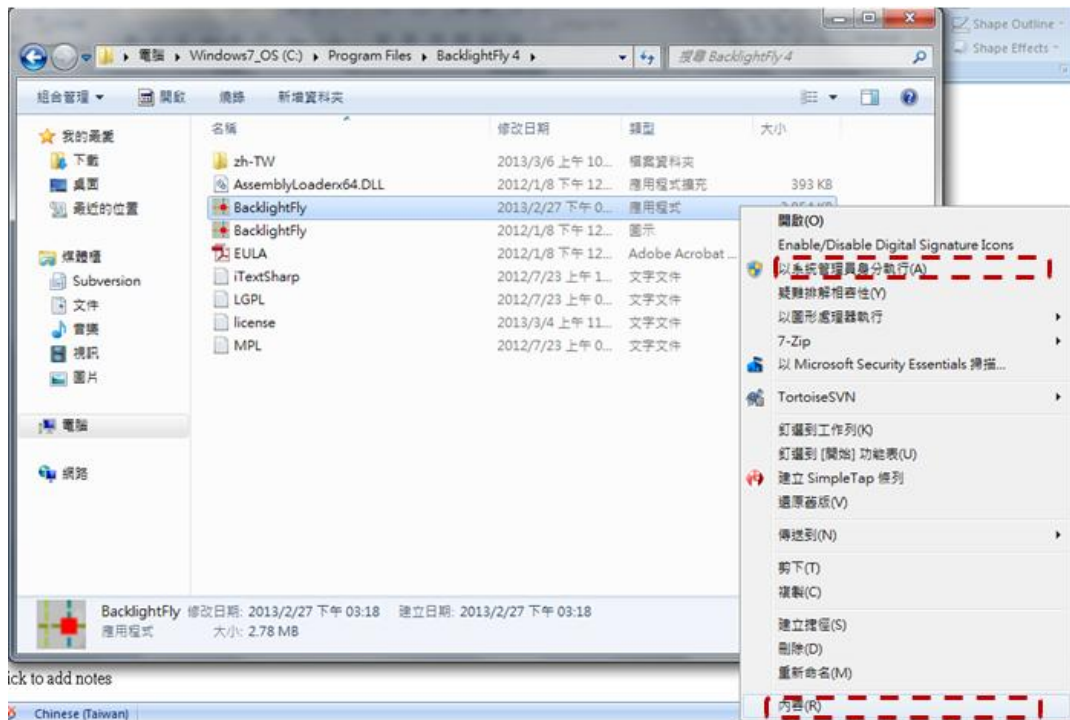 Shape Outline
Shape Effects
電腦 Windows7_OS (C:) Program Files BacklightFly 4
搜尋 BacklightFly 4
組合管理 開啟 燒錄 新增資料夾
我的最愛
下載
桌面
最近的位置
媒體櫃
Subversion
文件
音樂
視訊
圖片
電腦
網路
名稱 修改日期 類型 大小
zh-TW 2013/3/6 上午 10... 檔案資料夾
AssemblyLoaderx64.DLL 2012/1/8 下午 12... 應用程式擴充 393 KB
BacklightFly 2013/2/27 下午 0... 應用程式
BacklightFly 2012/1/8 下午 12... 圖示
EULA 2012/1/8 下午 12... Adobe Acrobat ...
iTextSharp 2012/7/23 上午 1... 文字文件
LGPL 2012/7/23 上午 0... 文字文件
license 2013/3/4 上午 11... 文字文件
MPL 2012/7/23 上午 0... 文字文件
開啟(O)
Enable/Disable Digital Signature Icons
以系統管理員身分執行(A)
疑難排解相容性(Y)
以圖形處理器執行
7-Zip
以 Microsoft Security Essentials 掃描...
TortoiseSVN
釘選到工作列(K)
釘選到 [開始] 功能表(U)
建立 SimpleTap 條列
還原舊版(V)
傳送到(N)
剪下(T)
複製(C)
建立捷徑(S)
刪除(D)
重新命名(M)
內容(R)
BacklightFly 修改日期: 2013/2/27 下午 03:18 建立日期: 2013/2/27 下午 03:18
應用程式 大小: 2.78 MB
ick to add notes
Chinese (Taiwan)